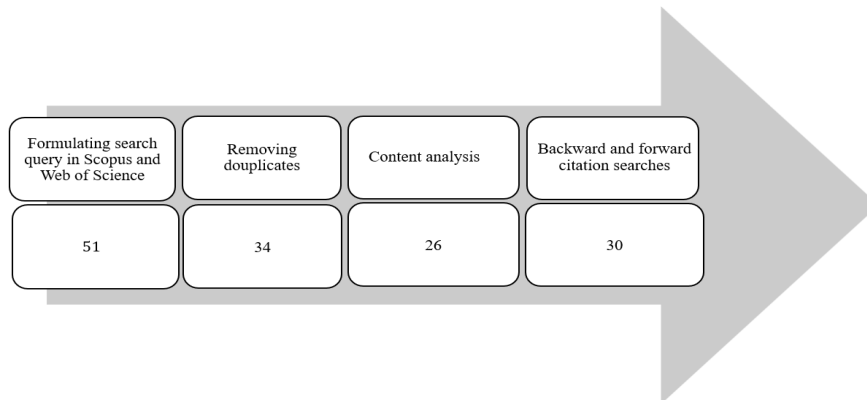 Formulating search
query in Scopus and
Web of Science
Removing
douplicates
Content analysis
Backward and forward
citation searches
51
34
26
30